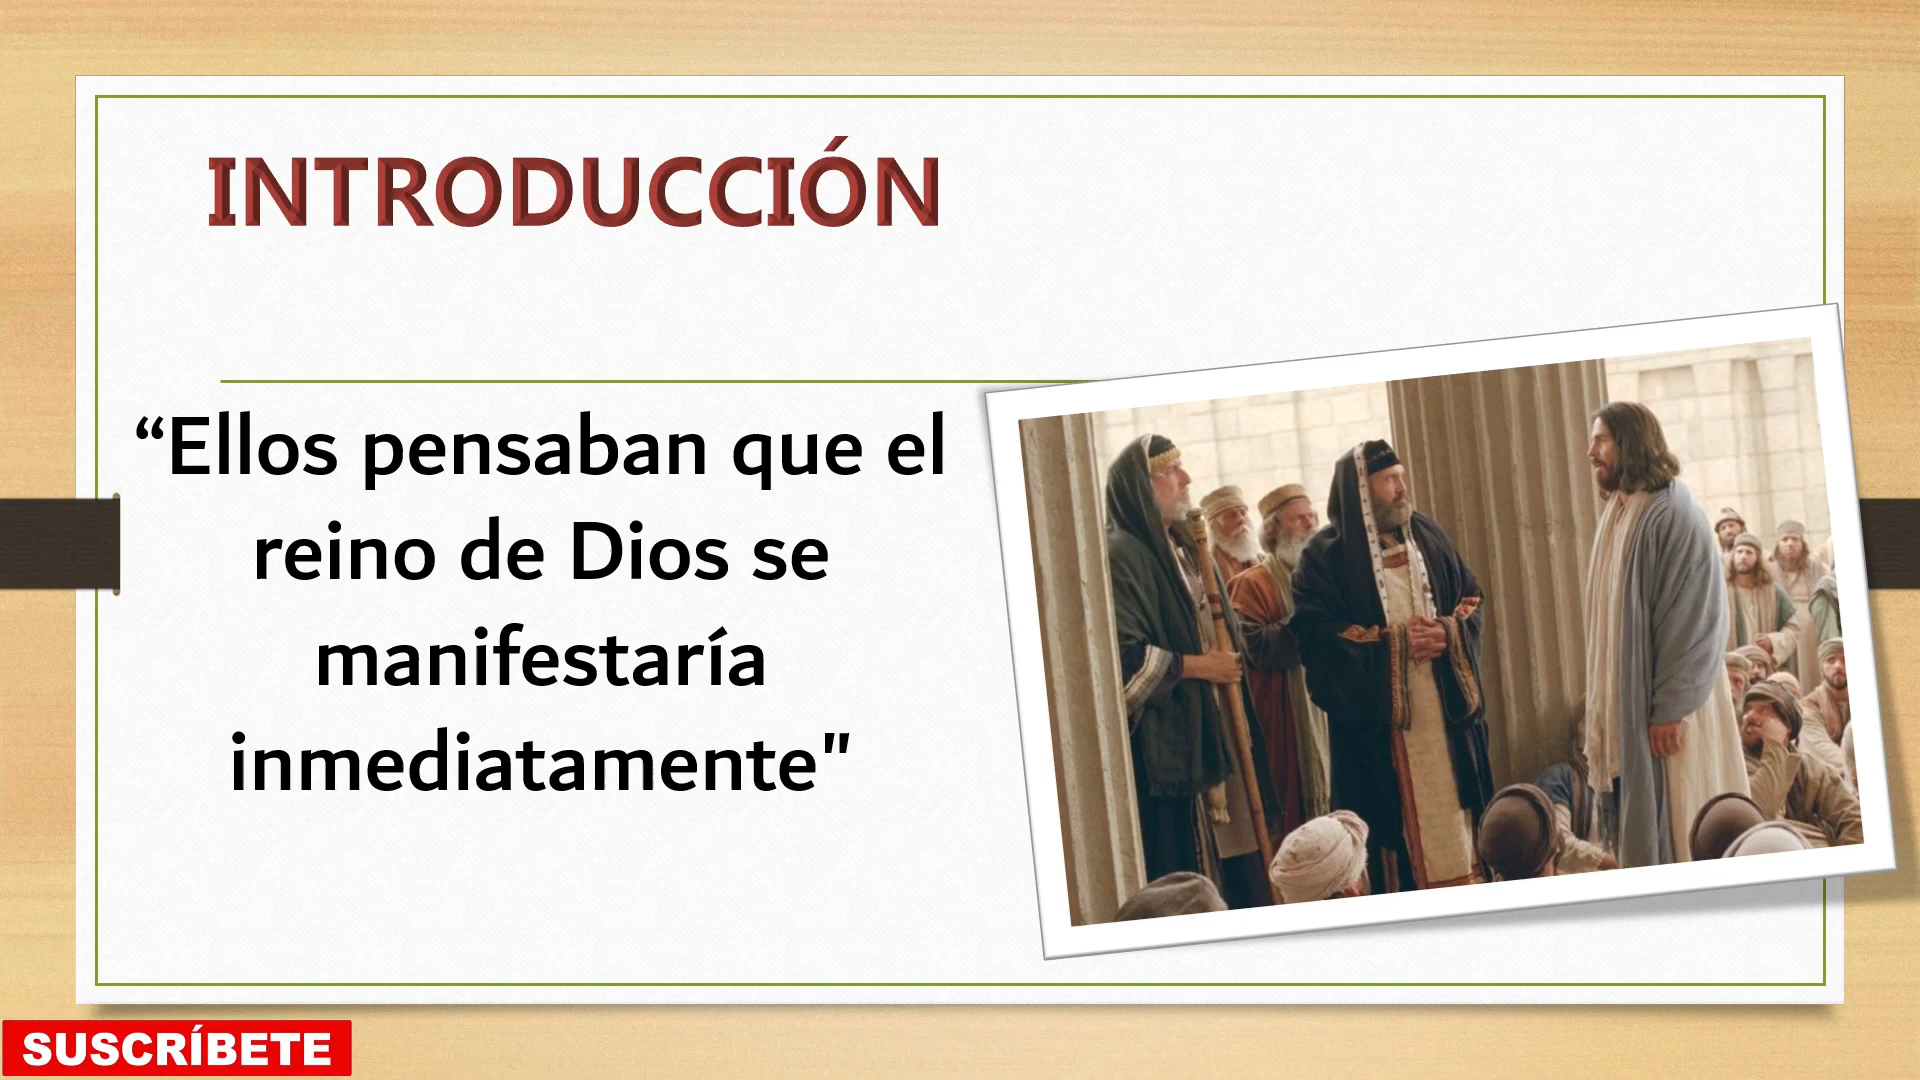 INTRODUCCIÓN
“Ellos pensaban que el
reino de Dios se
manifestaría
inmediatamente"
SUSCRÍBETE